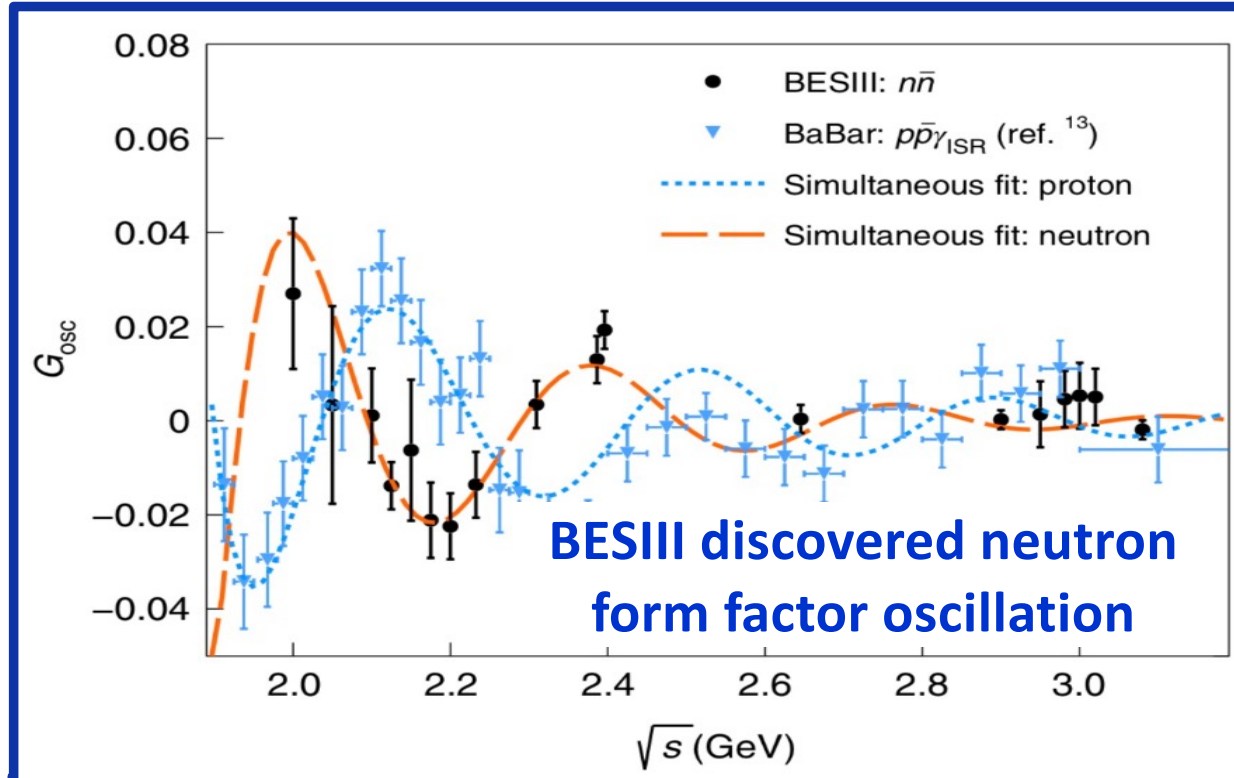 0.08
0.06
0.04
0.02
0
−0.02
−0.04
G_osc
BESIII: nn̄
BaBar: pp̄γ_ISR (ref. ¹³)
Simultaneous fit: proton
Simultaneous fit: neutron
BESIII discovered neutron
form factor oscillation
2.0 2.2 2.4 2.6 2.8 3.0
√s (GeV)